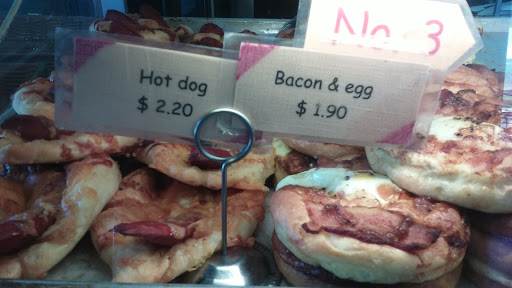 No. 3
Hot dog
$ 2.20
Bacon & egg
$ 1.90